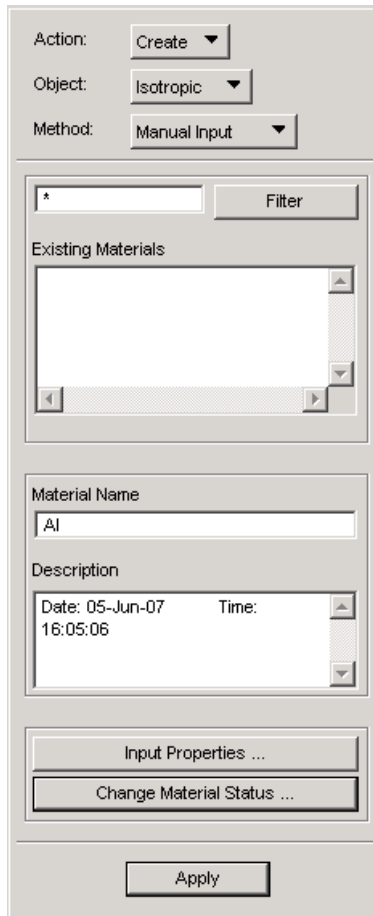 Action: Create
Object: Isotropic
Method: Manual Input
* Filter
Existing Materials
Material Name
Al
Description
Date: 05-Jun-07 Time:
16:05:06
Input Properties ...
Change Material Status ...
Apply